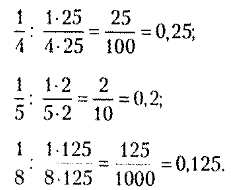 1/4 : 1·25/4·25 = 25/100 = 0,25;
1/5 : 1·2/5·2 = 2/10 = 0,2;
1/8 : 1·125/8·125 = 125/1000 = 0,125.